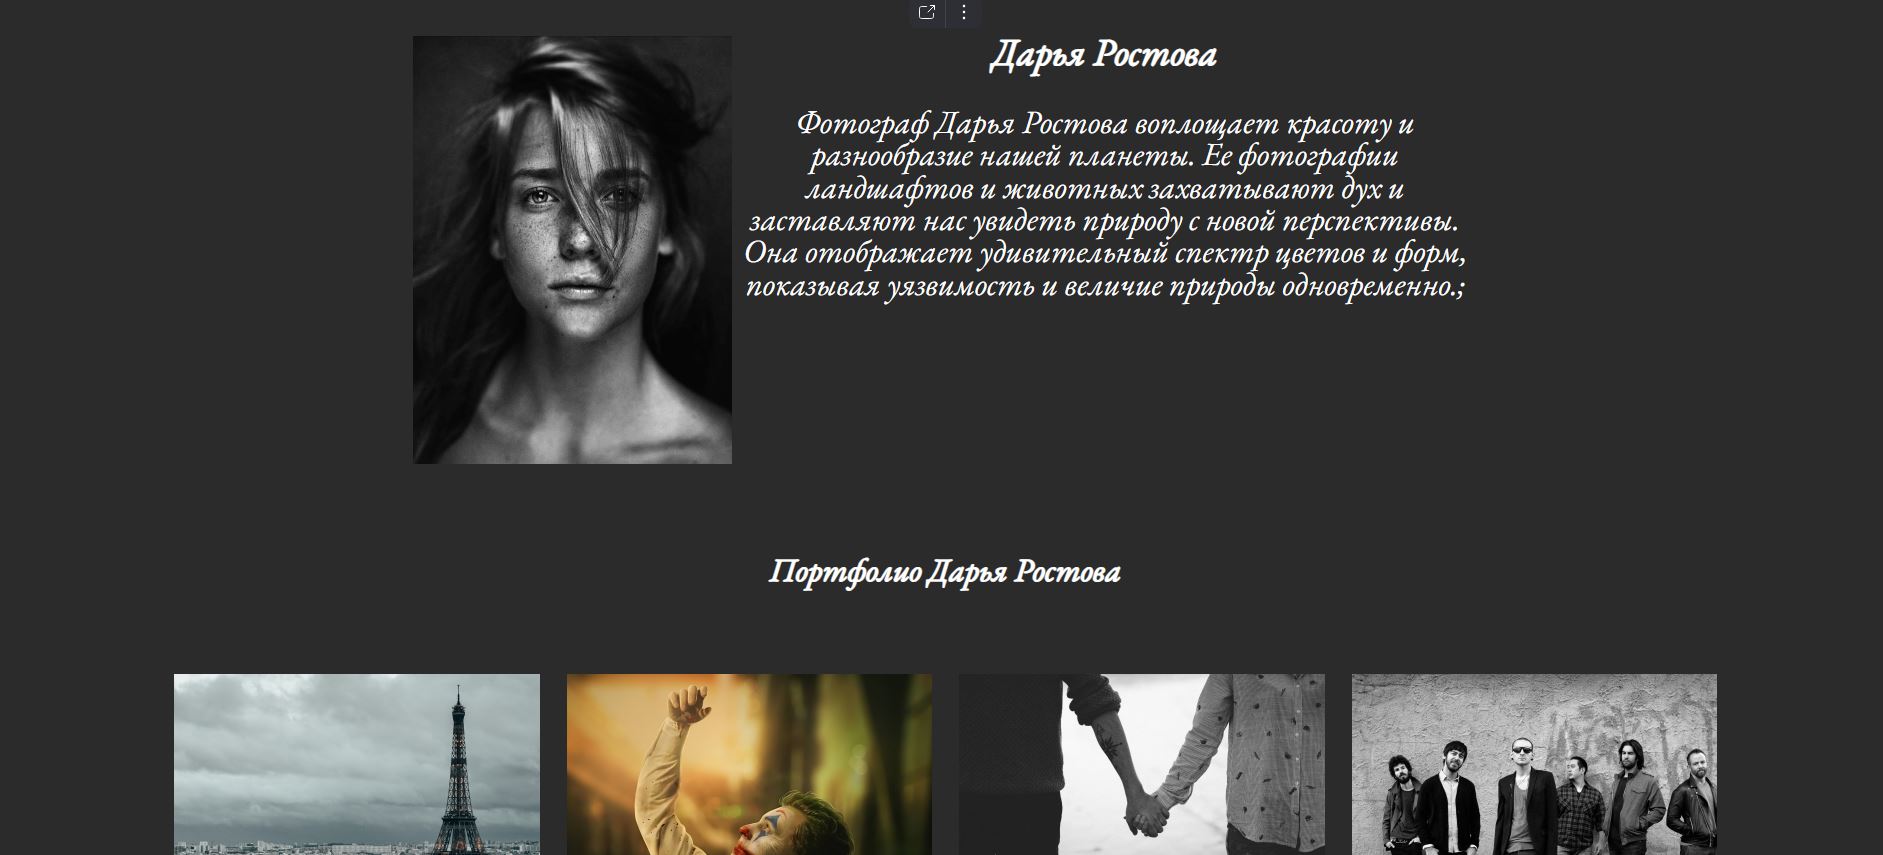 Дарья Ростова
Фотограф Дарья Ростова воплощает красоту и
разнообразие нашей планеты. Ее фотографии
ландшафтов и животных захватывают дух и
заставляют нас увидеть природу с новой перспективы.
Она отображает удивительный спектр цветов и форм,
показывая уязвимость и величие природы одновременно.;
Портфолио Дарья Ростова